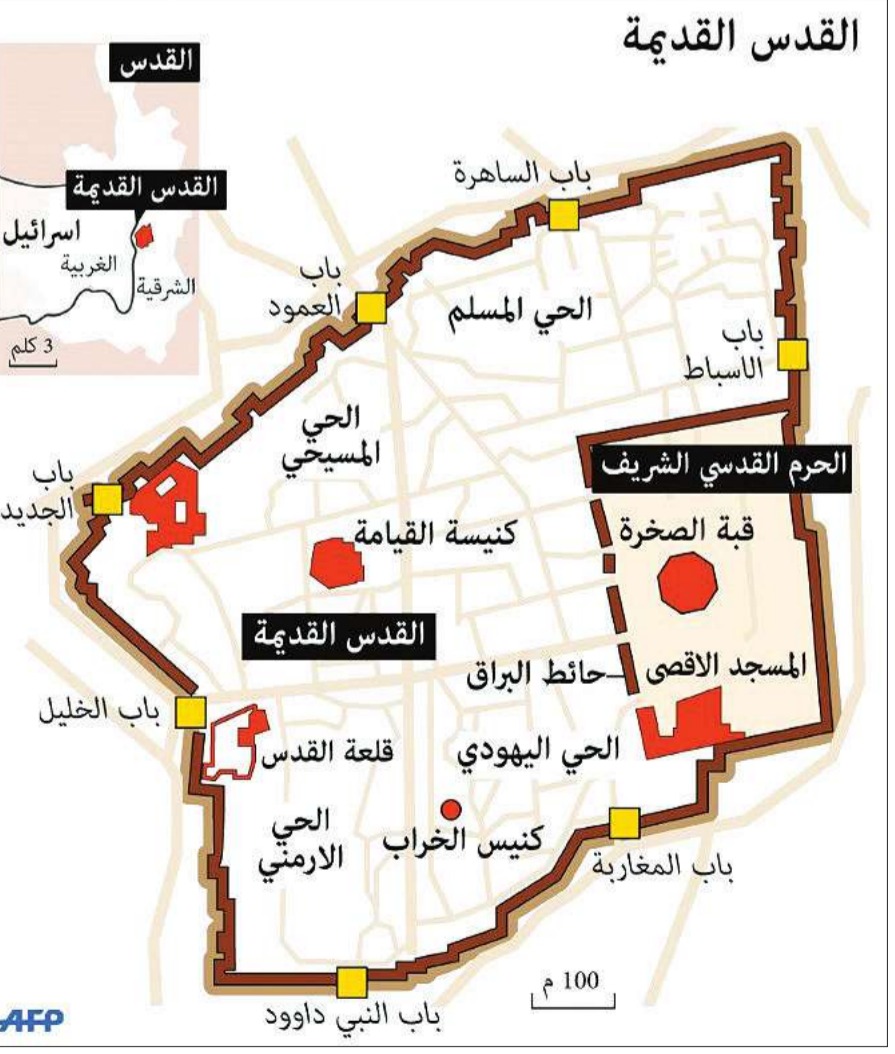 القدس القديمة
القدس
القدس القديمة
اسرائيل
الغربية
الشرقية
3 كلم
باب الساهرة
باب
العمود
الحي المسلم
باب
الاسباط
الحي
المسيحي
الحرم القدسي الشريف
باب
الجديد
كنيسة القيامة
قبة الصخرة
القدس القديمة
المسجد الاقصى
حائط البراق
باب الخليل
الحي اليهودي
قلعة القدس
الحي
الارمني
كنيس الخراب
باب المغاربة
100 م
باب النبي داوود
AFP